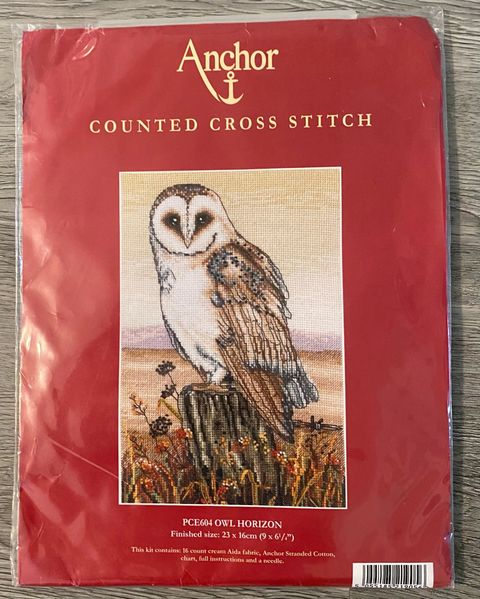 Anchor
COUNTED CROSS STITCH
PCE604 OWL HORIZON
Finished size: 23 x 16cm (9 x 6¼")
This kit contains: 16 count cream Aida fabric, Anchor Stranded Cotton,
chart, full instructions and a needle.